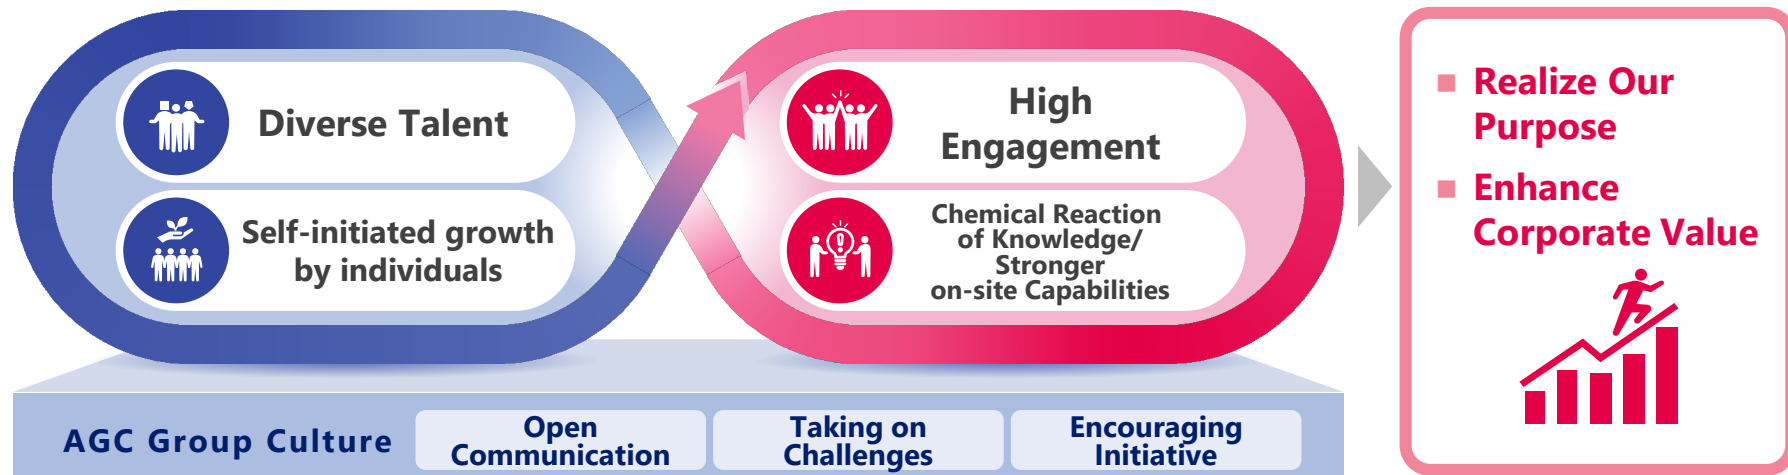 Diverse Talent
Self-initiated growth
by individuals
High
Engagement
Chemical Reaction
of Knowledge/
Stronger
on-site Capabilities
■ Realize Our
Purpose
■ Enhance
Corporate Value
AGC Group Culture
Open
Communication
Taking on
Challenges
Encouraging
Initiative